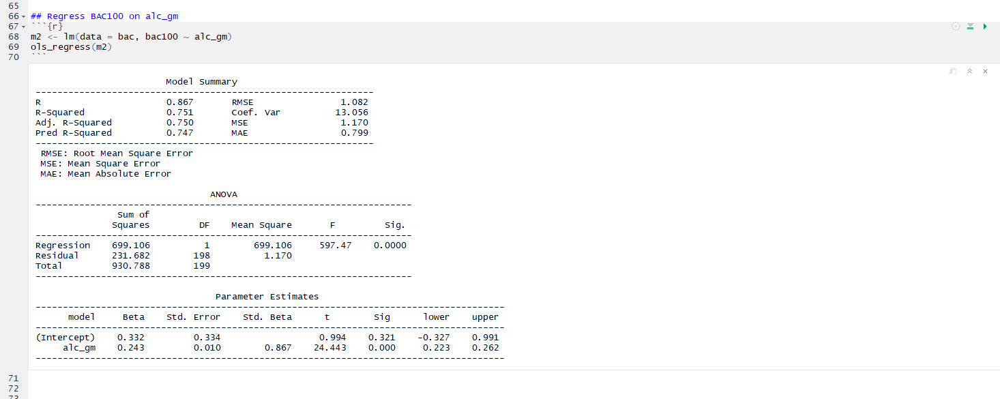 65
66 ## Regress BAC100 on alc_gm
67 ```{r}
68 m2 <- lm(data = bac, bac100 ~ alc_gm)
69 ols_regress(m2)
70 ```
Model Summary
--------------------------------------------------------------
R                       0.867       RMSE                1.082
R-Squared               0.751       Coef. Var          13.056
Adj. R-Squared          0.750       MSE                 1.170
Pred R-Squared          0.747       MAE                 0.799
--------------------------------------------------------------
RMSE: Root Mean Square Error
MSE: Mean Square Error
MAE: Mean Absolute Error
ANOVA
---------------------------------------------------------------------
Sum of
Squares         DF    Mean Square       F         Sig.
---------------------------------------------------------------------
Regression    699.106          1        699.106     597.47    0.0000
Residual      231.682        198          1.170
Total         930.788        199
---------------------------------------------------------------------
Parameter Estimates
--------------------------------------------------------------------------------------
model     Beta    Std. Error    Std. Beta      t        Sig      lower    upper
--------------------------------------------------------------------------------------
(Intercept)    0.332         0.334                  0.994    0.321    -0.327    0.991
alc_gm    0.243         0.010        0.867    24.443    0.000     0.223    0.262
--------------------------------------------------------------------------------------
71
72
73